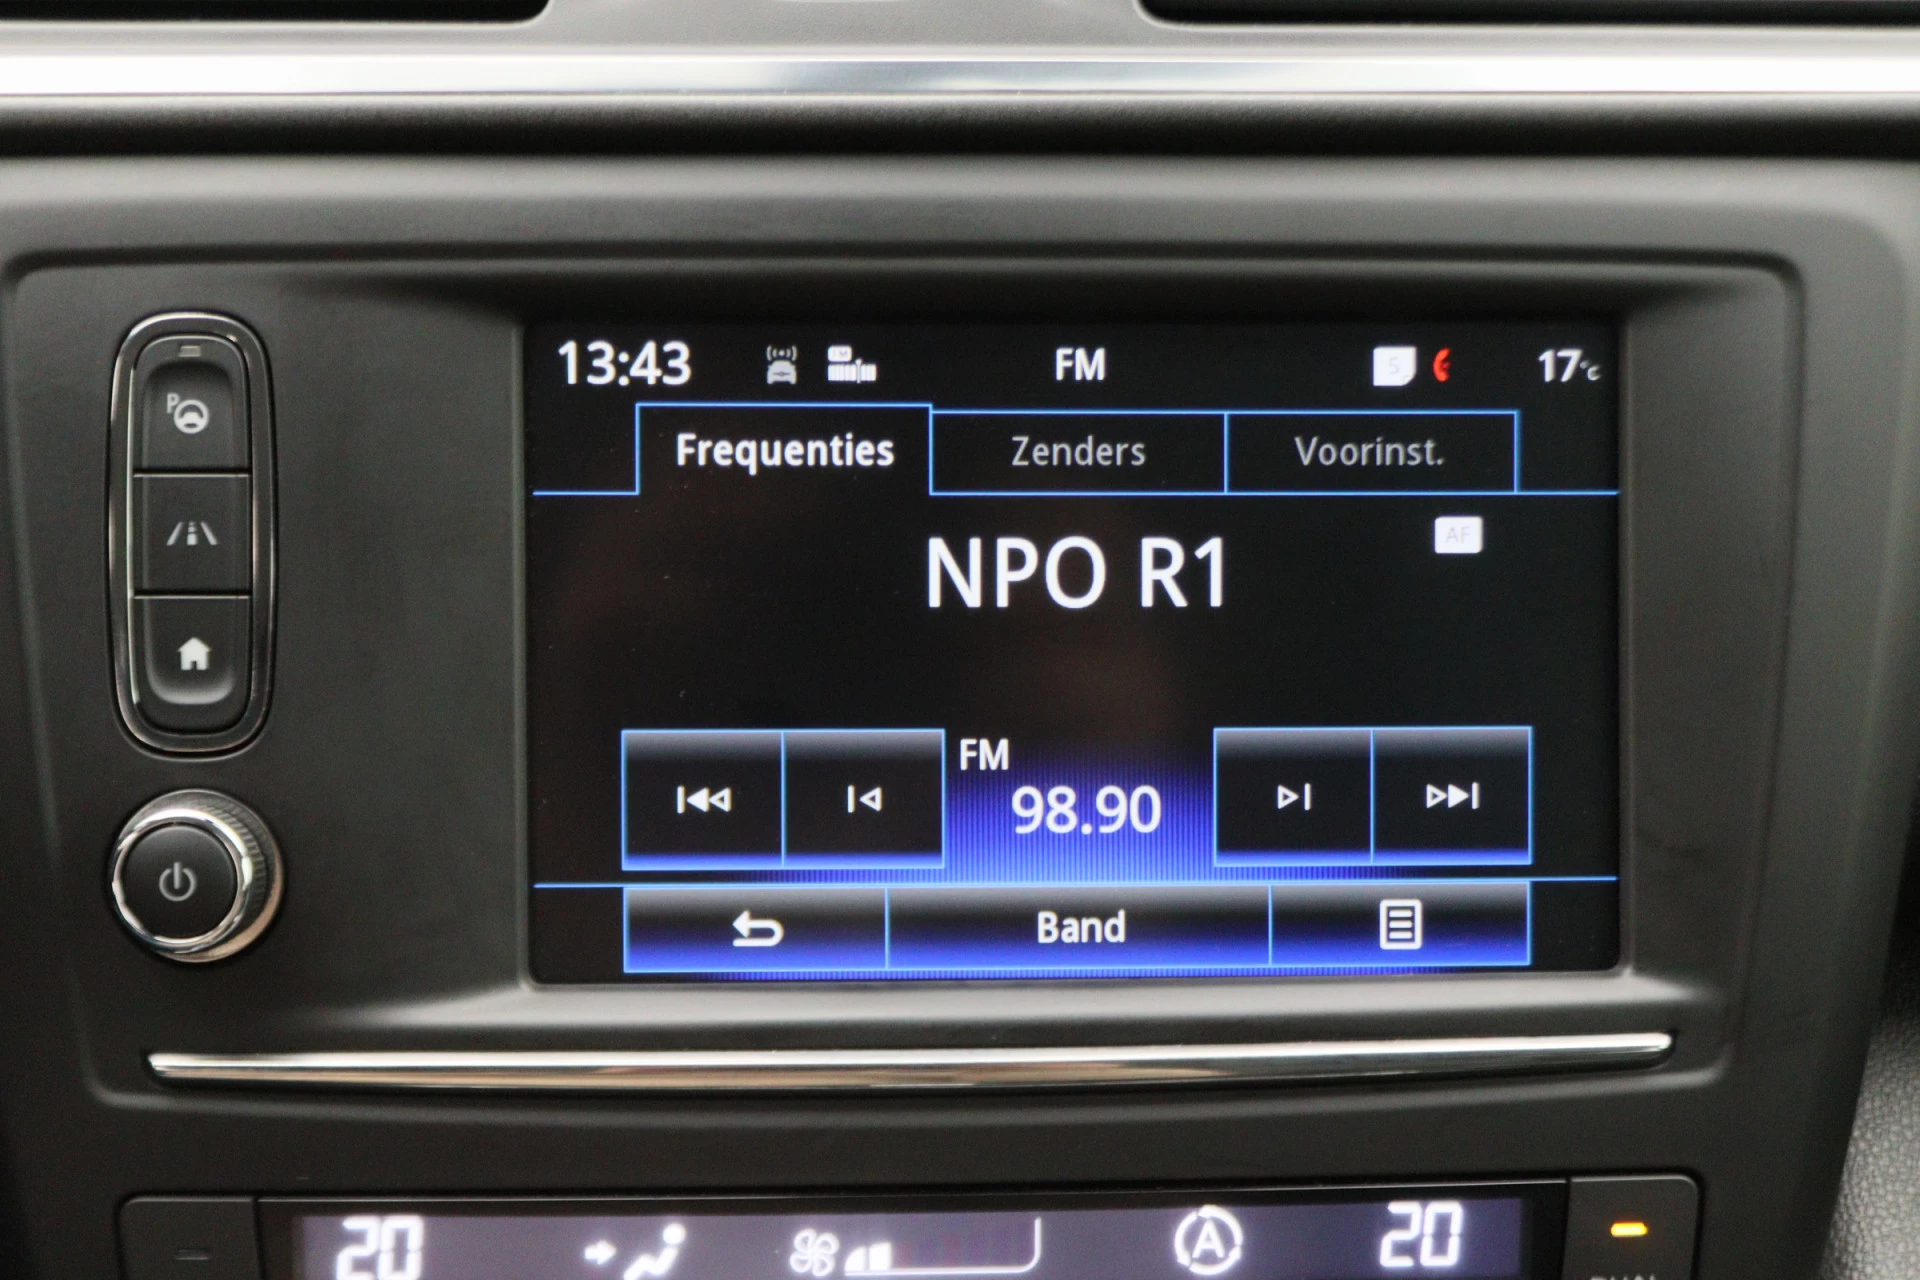 13:43 FM 17°c
Frequenties Zenders Voorinst.
AF
NPO R1
FM
98.90
Band
P
20 A 20